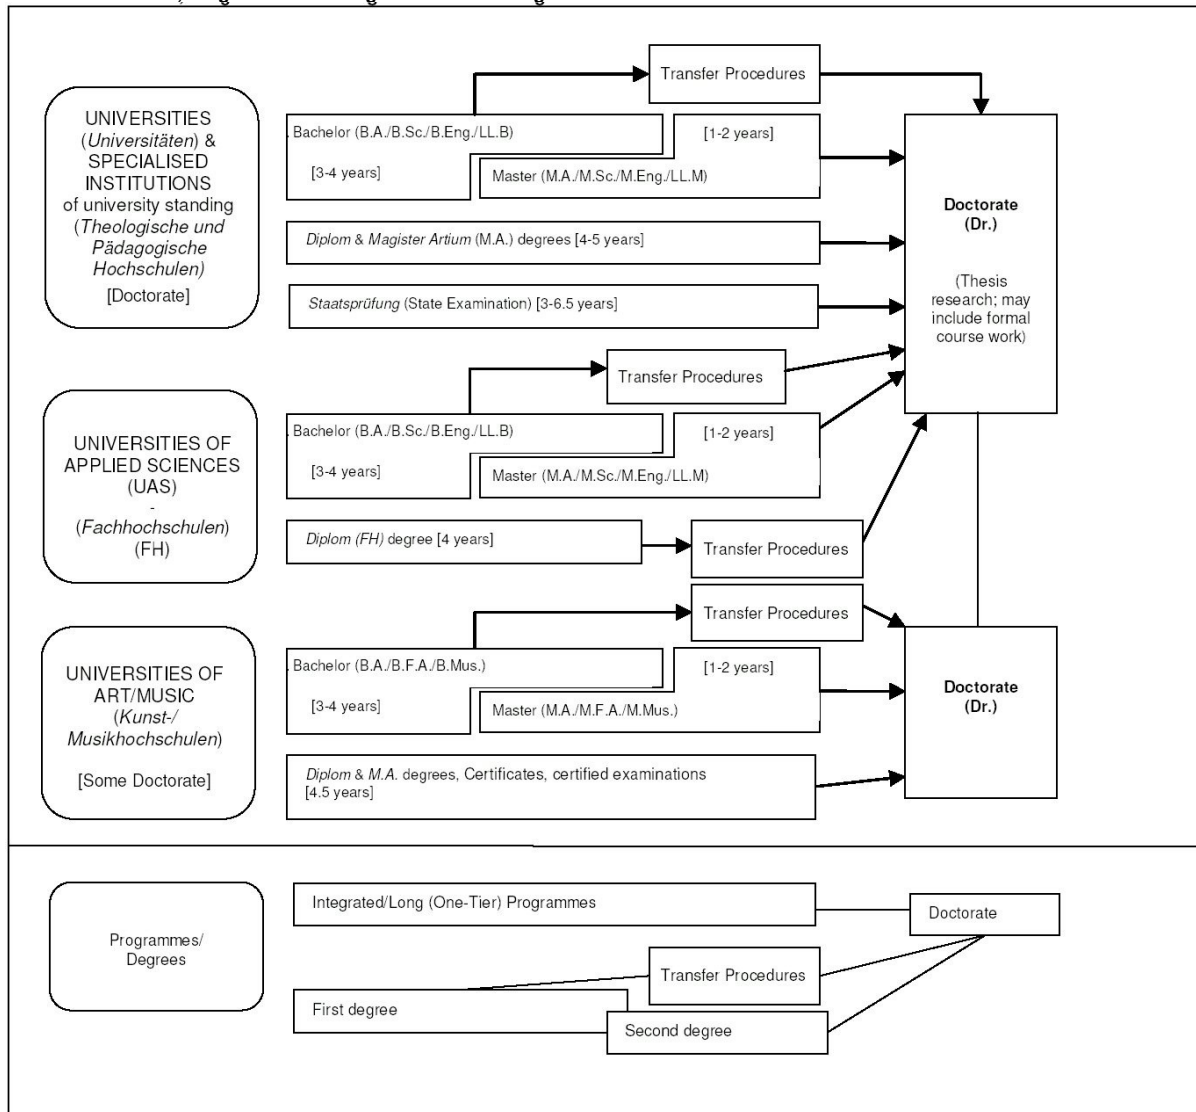 Transfer Procedures
UNIVERSITIES
(Universitäten) &
SPECIALISED
INSTITUTIONS
of university standing
(Theologische und
Pädagogische
Hochschulen)
[Doctorate]
. Bachelor (B.A./B.Sc./B.Eng./LL.B)
[1-2 years]
[3-4 years]
Master (M.A./M.Sc./M.Eng./LL.M)
Diplom & Magister Artium (M.A.) degrees [4-5 years]
Staatsprüfung (State Examination) [3-6.5 years]
Doctorate
(Dr.)
(Thesis
research; may
include formal
course work)
Transfer Procedures
UNIVERSITIES OF
APPLIED SCIENCES
(UAS)
-
(Fachhochschulen)
(FH)
. Bachelor (B.A./B.Sc./B.Eng./LL.B)
[1-2 years]
[3-4 years]
Master (M.A./M.Sc./M.Eng./LL.M)
Diplom (FH) degree [4 years]
Transfer Procedures
Transfer Procedures
UNIVERSITIES OF
ART/MUSIC
(Kunst-/
Musikhochschulen)
[Some Doctorate]
. Bachelor (B.A./B.F.A./B.Mus.)
[1-2 years]
[3-4 years]
Master (M.A./M.F.A./M.Mus.)
Diplom & M.A. degrees, Certificates, certified examinations
[4.5 years]
Doctorate
(Dr.)
Programmes/
Degrees
Integrated/Long (One-Tier) Programmes
Doctorate
Transfer Procedures
First degree
Second degree